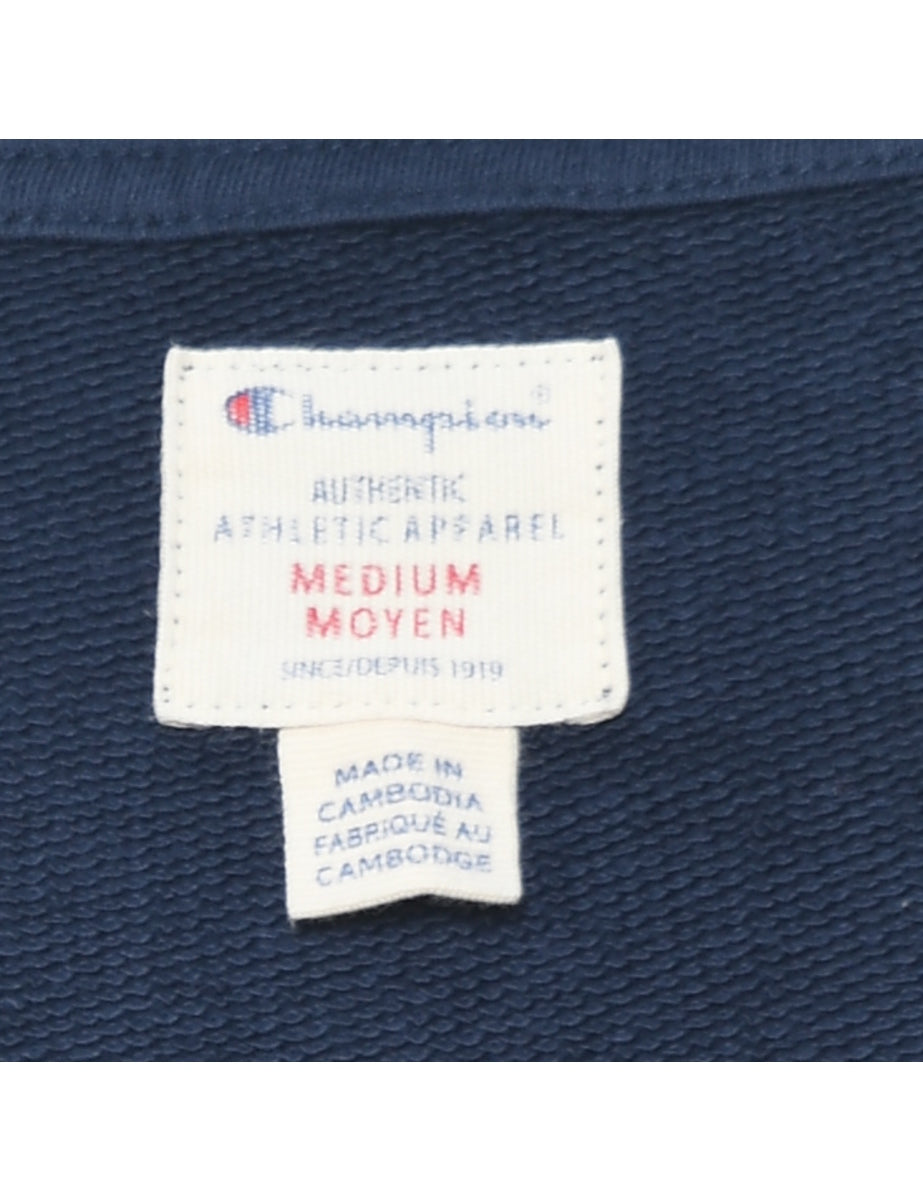 Champion®
AUTHENTIC
ATHLETIC APPAREL
MEDIUM
MOYEN
SINCE/DEPUIS 1919
MADE IN
CAMBODIA
FABRIQUÉ AU
CAMBODGE